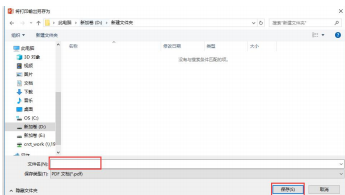 将打印输出另存为
此电脑 > 新加卷 (D:) > 新建文件夹
搜索"新建文件夹"
组织 新建文件夹
名称 修改日期 类型 大小
没有与搜索条件匹配的项。
此电脑
3D 对象
视频
图片
文档
下载
音乐
桌面
OS (C:)
新加卷 (D:)
新加卷 (E:)
文件名(N):
保存类型(T): PDF 文档(*.pdf)
隐藏文件夹
保存(S) 取消